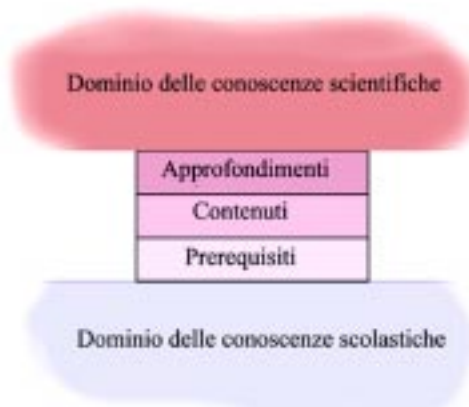 Dominio delle conoscenze scientifiche
Approfondimenti
Contenuti
Prerequisiti
Dominio delle conoscenze scolastiche